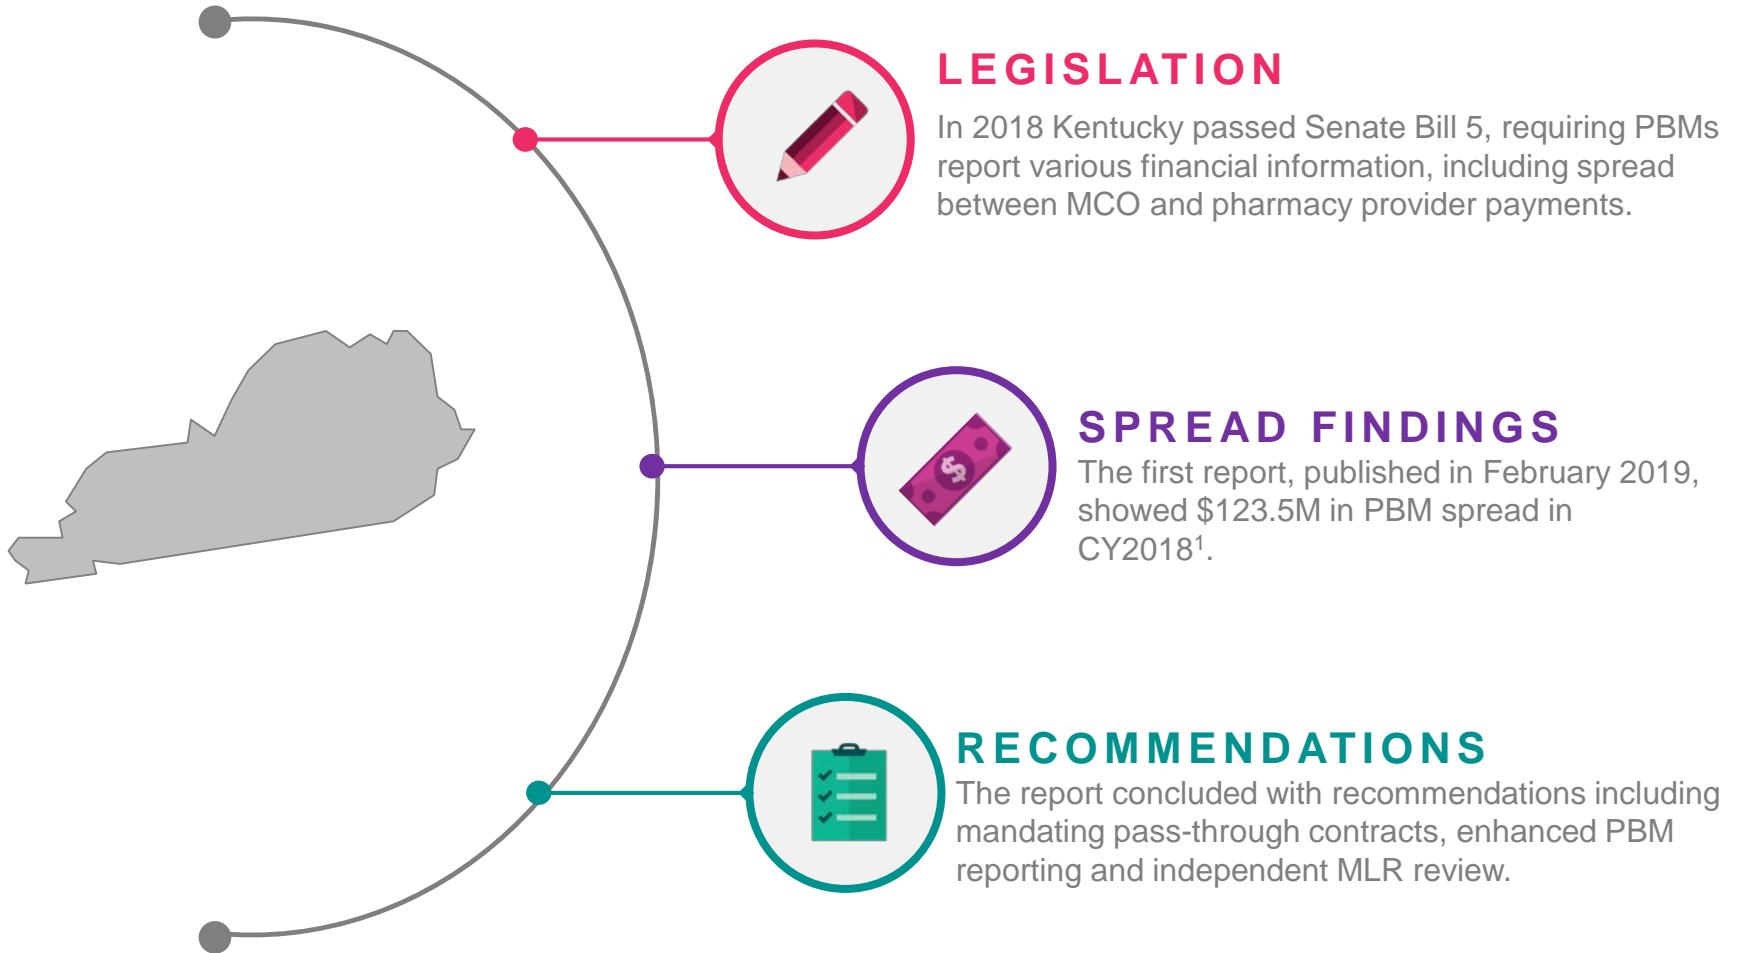 LEGISLATION
In 2018 Kentucky passed Senate Bill 5, requiring PBMs
report various financial information, including spread
between MCO and pharmacy provider payments.
SPREAD FINDINGS
The first report, published in February 2019,
showed $123.5M in PBM spread in
CY2018¹.
RECOMMENDATIONS
The report concluded with recommendations including
mandating pass-through contracts, enhanced PBM
reporting and independent MLR review.